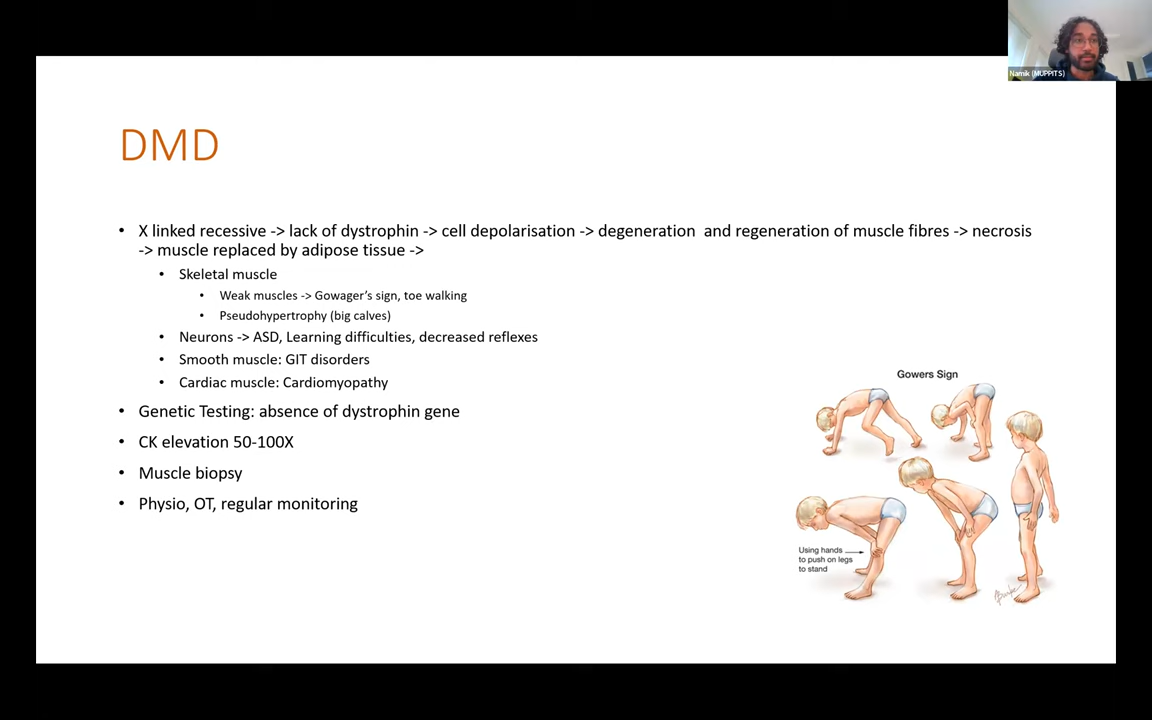 Namik (MUPPITS)
DMD
• X linked recessive -> lack of dystrophin -> cell depolarisation -> degeneration and regeneration of muscle fibres -> necrosis
-> muscle replaced by adipose tissue ->
• Skeletal muscle
• Weak muscles -> Gowager's sign, toe walking
• Pseudohypertrophy (big calves)
• Neurons -> ASD, Learning difficulties, decreased reflexes
• Smooth muscle: GIT disorders
• Cardiac muscle: Cardiomyopathy
• Genetic Testing: absence of dystrophin gene
• CK elevation 50-100X
• Muscle biopsy
• Physio, OT, regular monitoring
Gowers Sign
Using hands
to push on legs
to stand